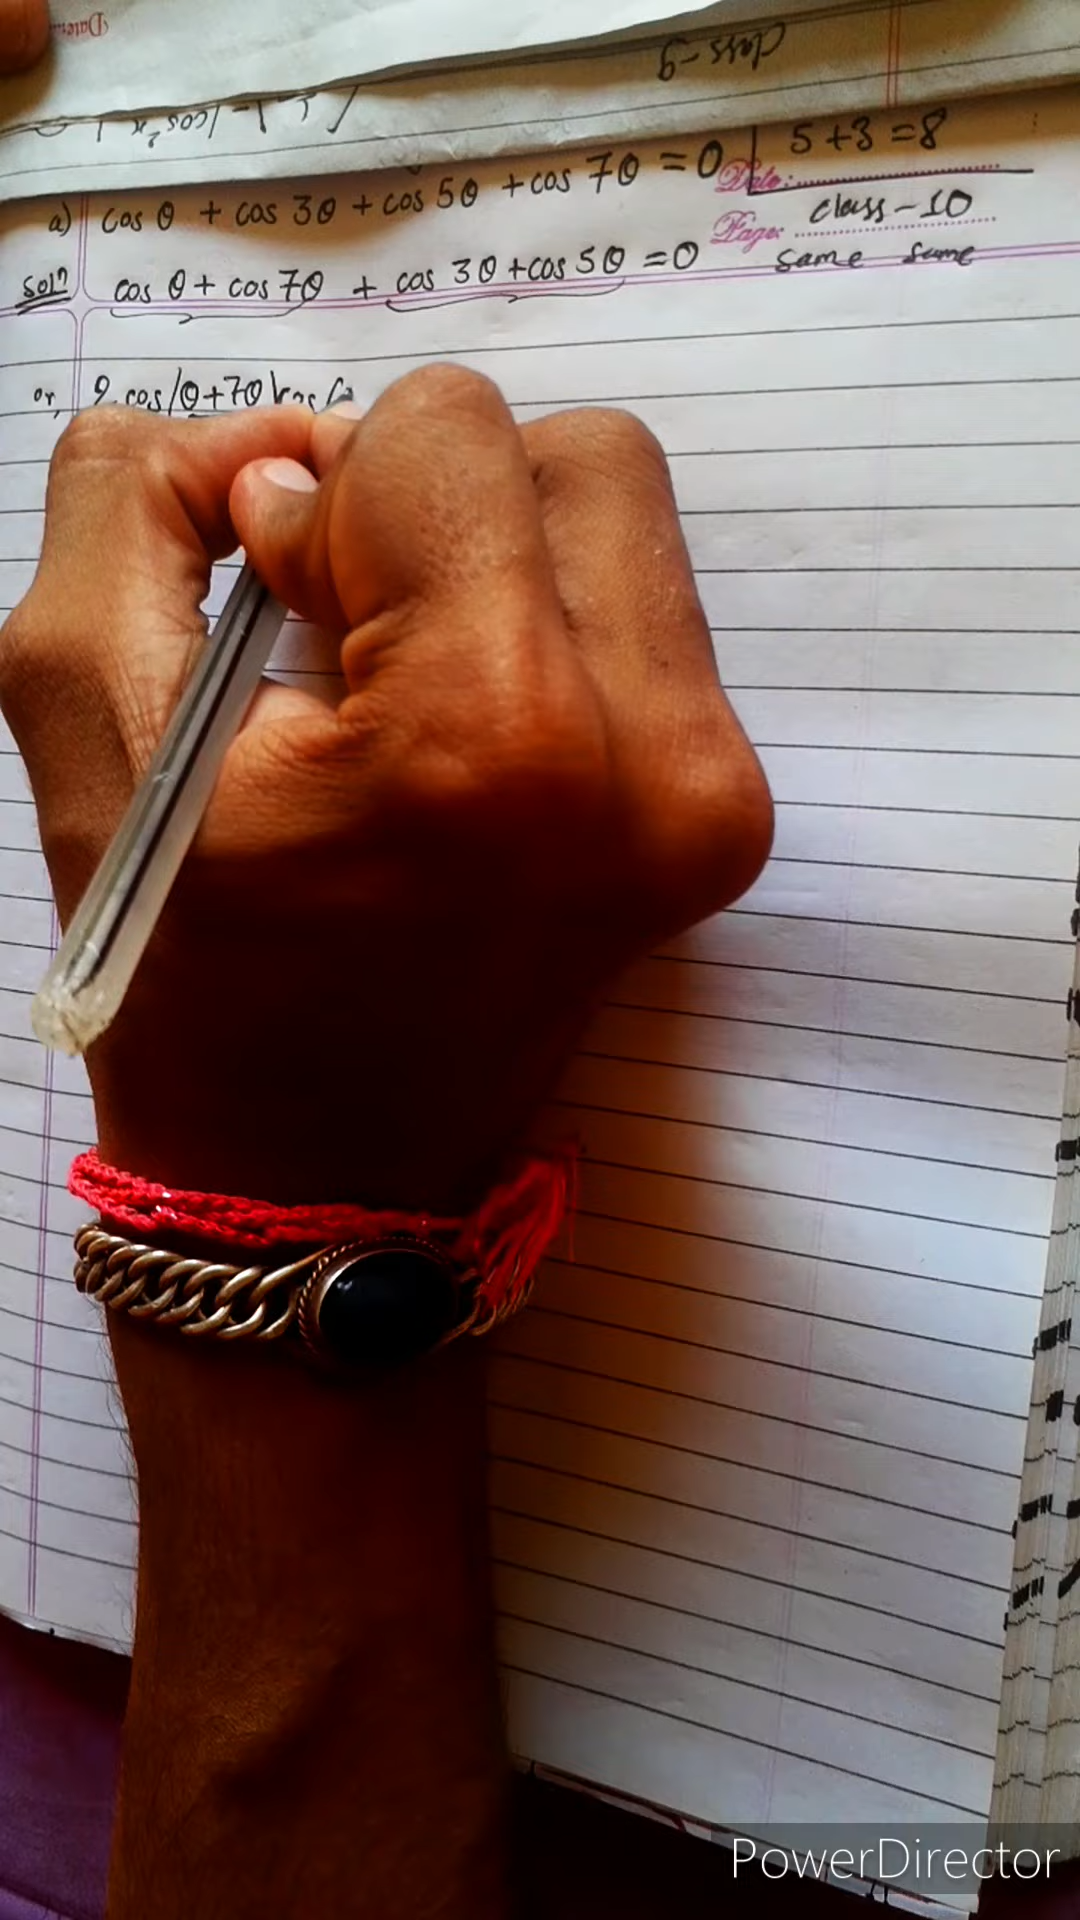 Date:...
Class-9
a) cos θ + cos 3θ + cos 5θ + cos 7θ = 0
5+3=8
Date:
Page:
class-10
same same
Solⁿ cos θ + cos 7θ + cos 3θ + cos 5θ = 0
or, 2 cos (θ+7θ
PowerDirector